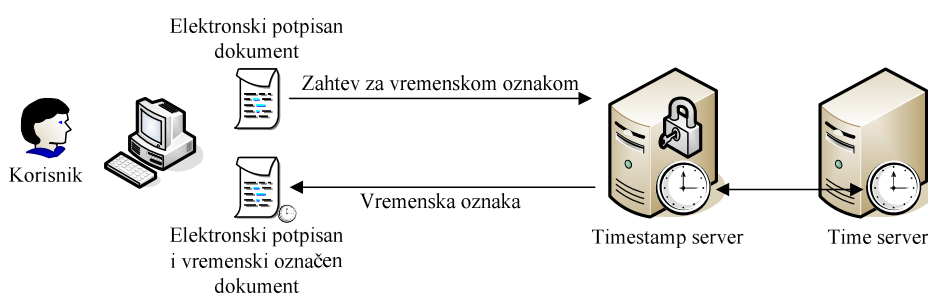 Elektronski potpisan
dokument
Zahtev za vremenskom oznakom
Korisnik
Vremenska oznaka
Elektronski potpisan
i vremenski označen
dokument
Timestamp server
Time server